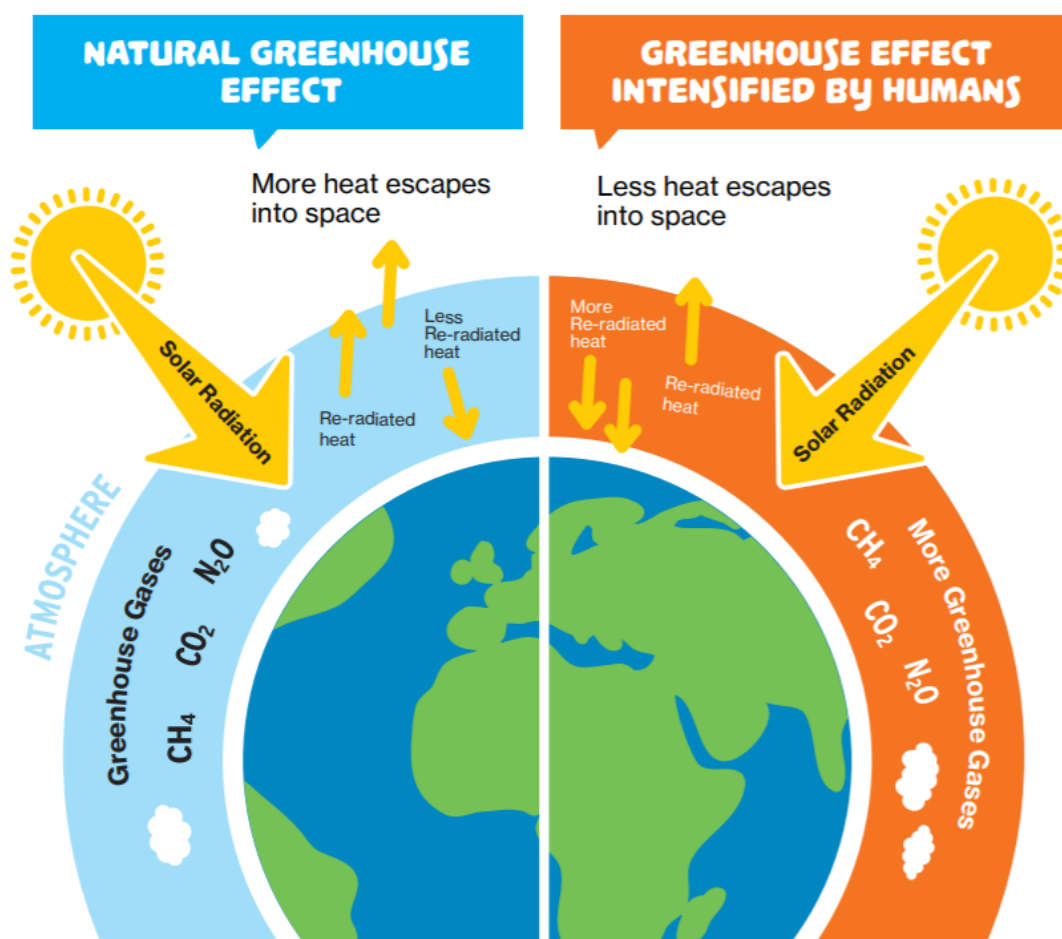 NATURAL GREENHOUSE
EFFECT
GREENHOUSE EFFECT
INTENSIFIED BY HUMANS
More heat escapes
into space
Less heat escapes
into space
Solar Radiation
Re-radiated
heat
Less
Re-radiated
heat
More
Re-radiated
heat
Re-radiated
heat
Solar Radiation
ATMOSPHERE
Greenhouse Gases
N₂O
CO₂
CH₄
CH₄
CO₂
N₂O
More Greenhouse Gases